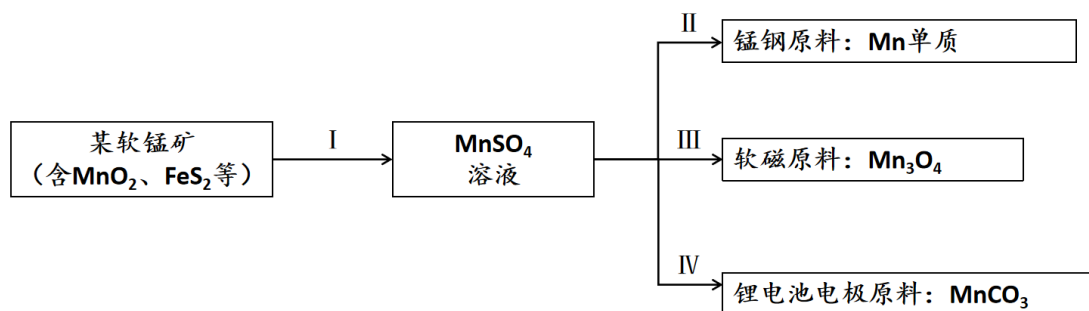 某软锰矿
（含MnO₂、FeS₂等）
Ⅰ
MnSO₄
溶液
Ⅱ
锰钢原料：Mn单质
Ⅲ
软磁原料：Mn₃O₄
Ⅳ
锂电池电极原料：MnCO₃